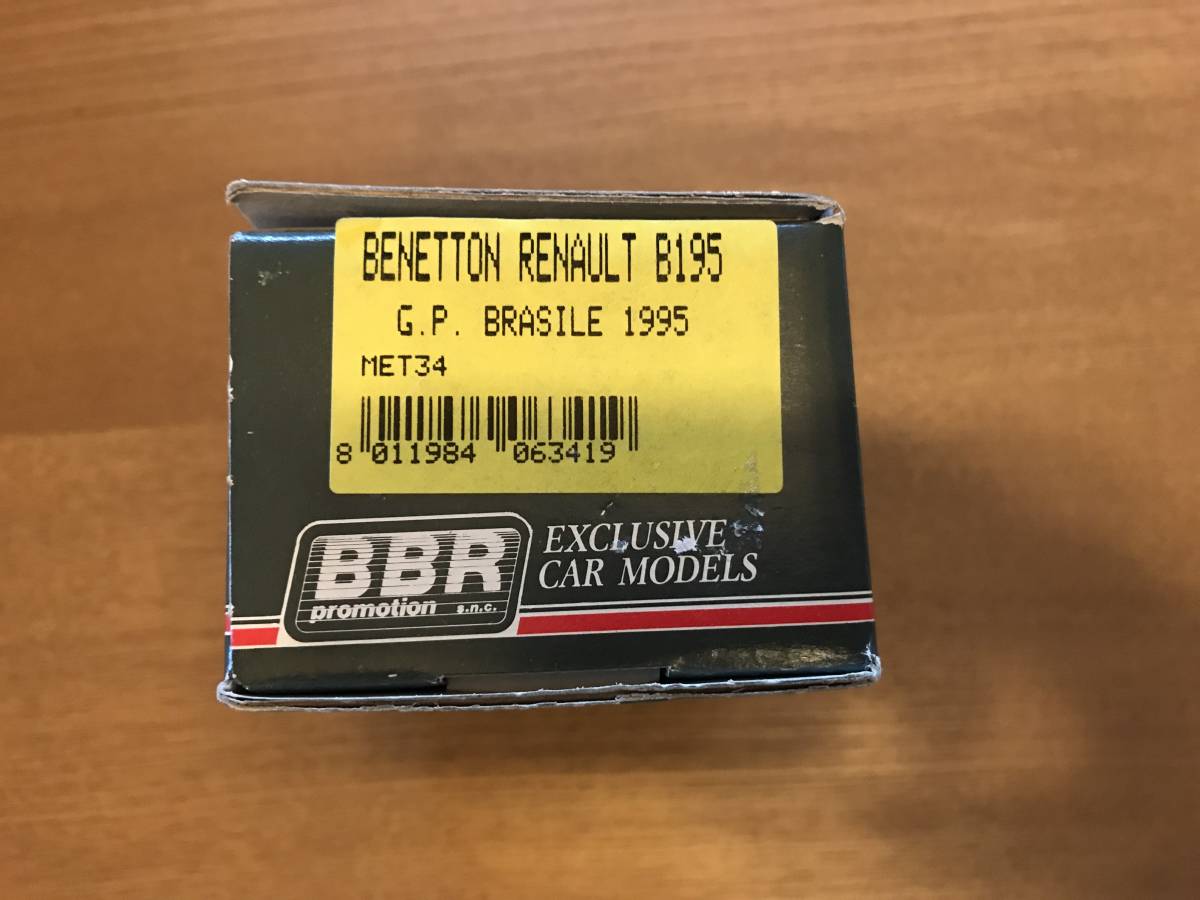 BENETTON RENAULT B195
G.P. BRASILE 1995
MET34
8 011984 063419
BBR EXCLUSIVE
promotion s.n.c. CAR MODELS